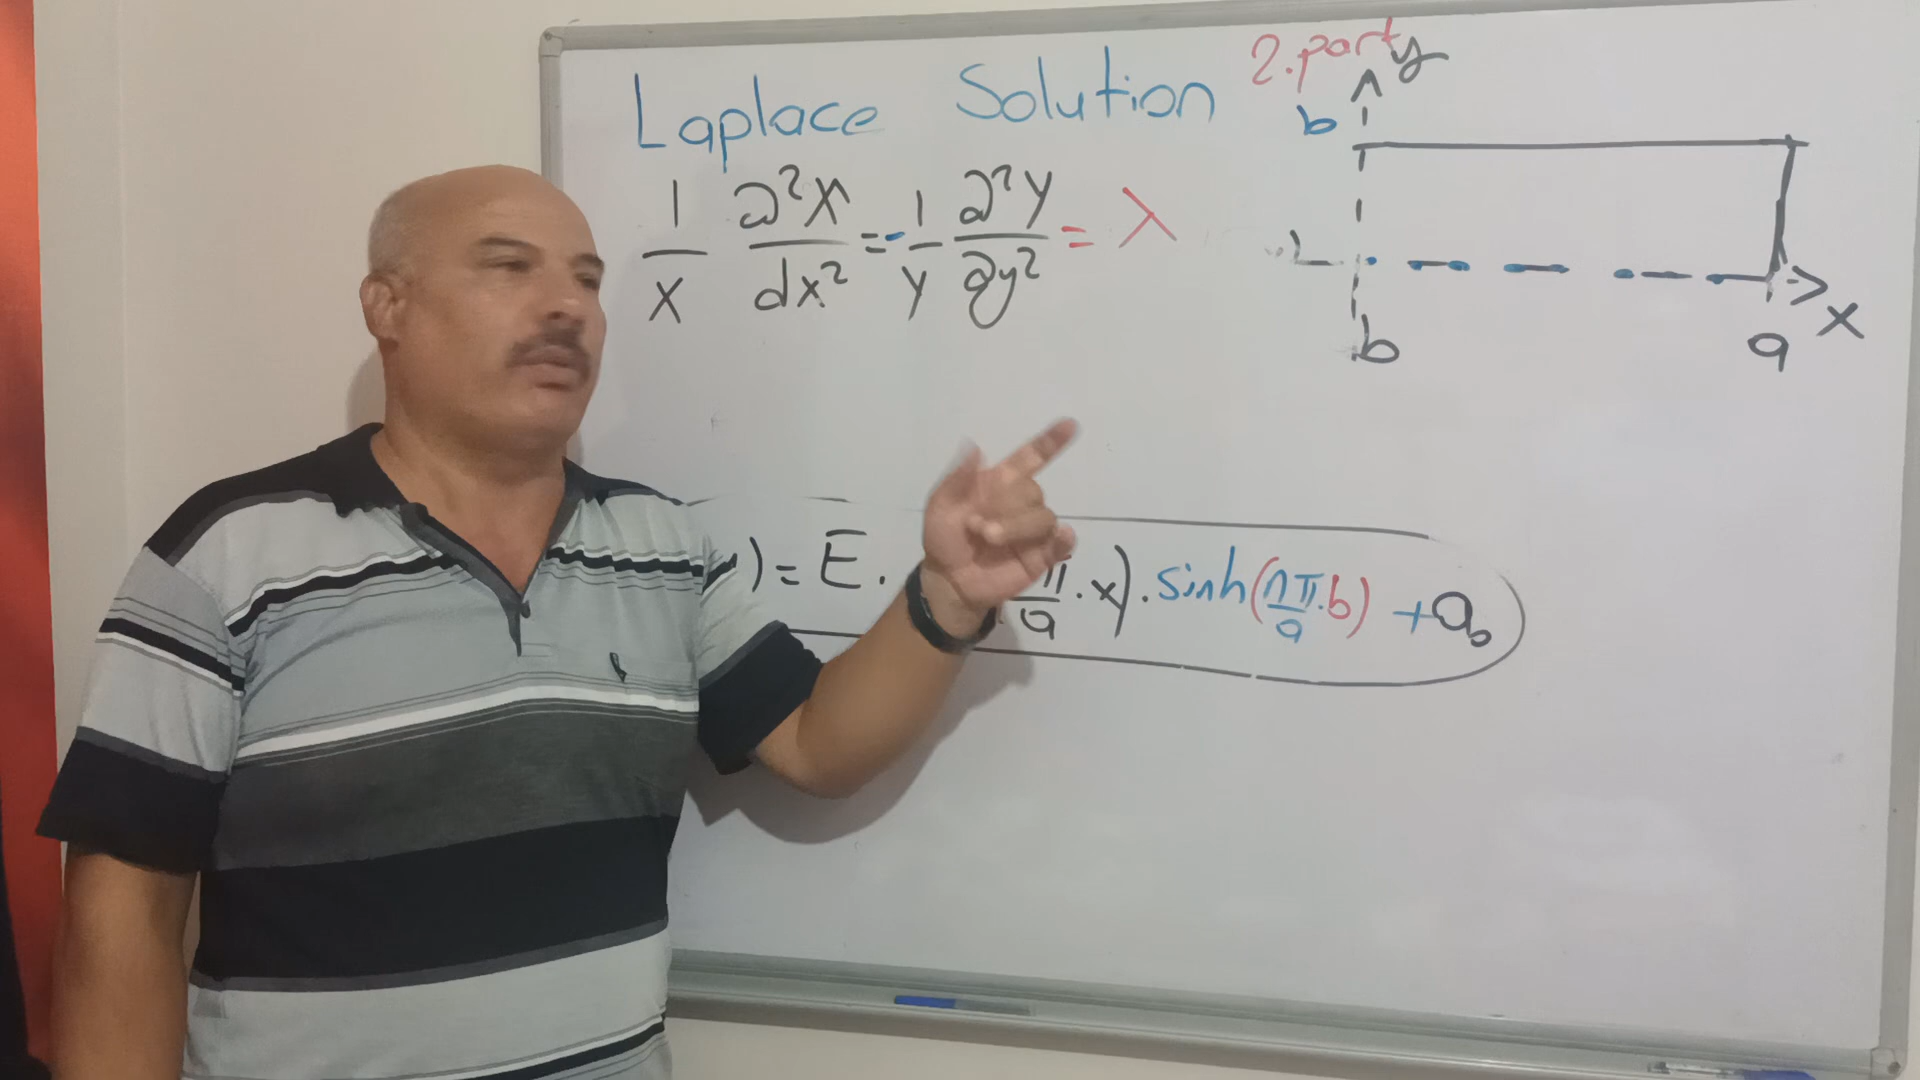 Laplace Solution 2.part
y
b
1/X ∂²X/dx² = -1/Y ∂²Y/∂y² = λ
x
b
a
) = E. π/a . x) . sinh(nπ/a . b) + a₀